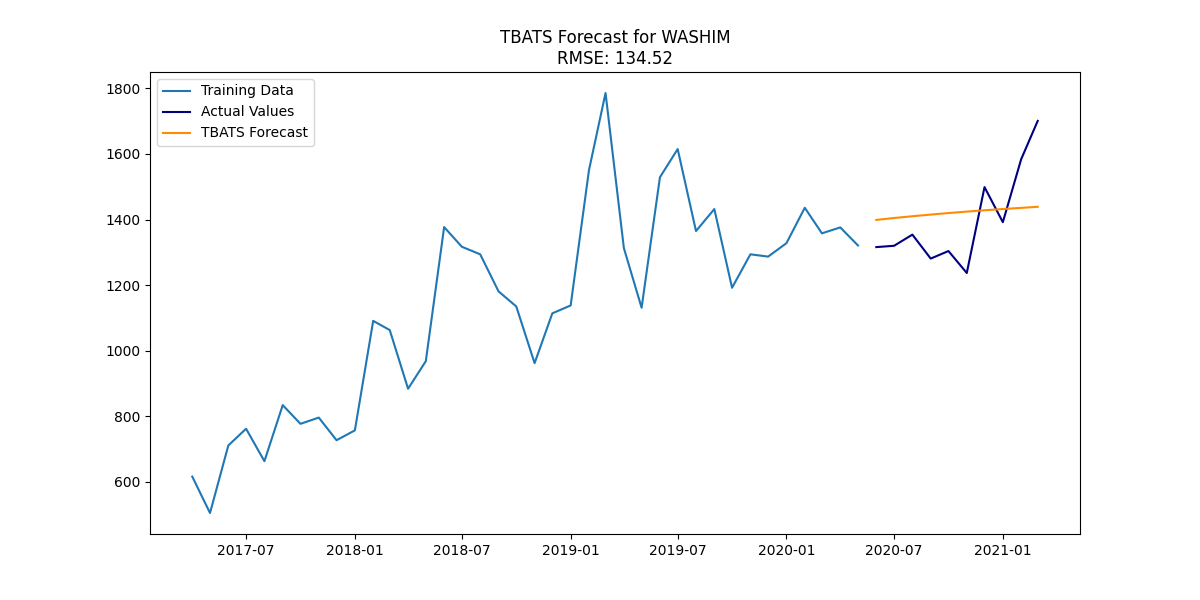 TBATS Forecast for WASHIM
RMSE: 134.52
Training Data
Actual Values
TBATS Forecast
1800
1600
1400
1200
1000
800
600
2017-07 2018-01 2018-07 2019-01 2019-07 2020-01 2020-07 2021-01